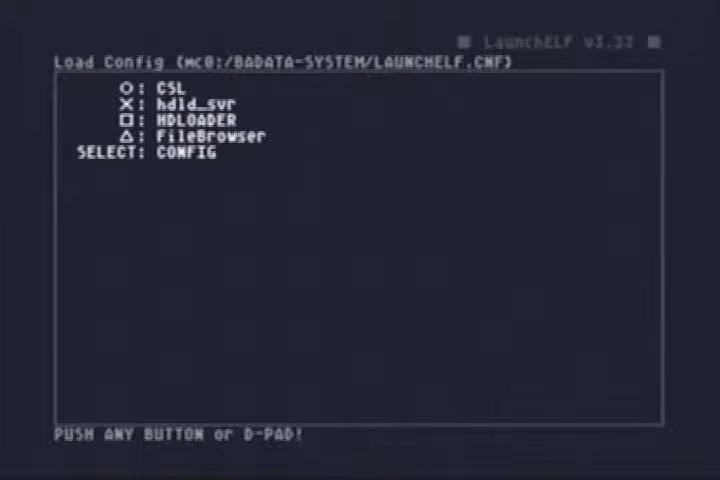 ■ LaunchELF v3.33 ■
Load Config (mc0:/BADATA-SYSTEM/LAUNCHELF.CNF)
○: CSL
×: hdld_svr
□: HDLOADER
△: FileBrowser
SELECT: CONFIG
PUSH ANY BUTTON or D-PAD!